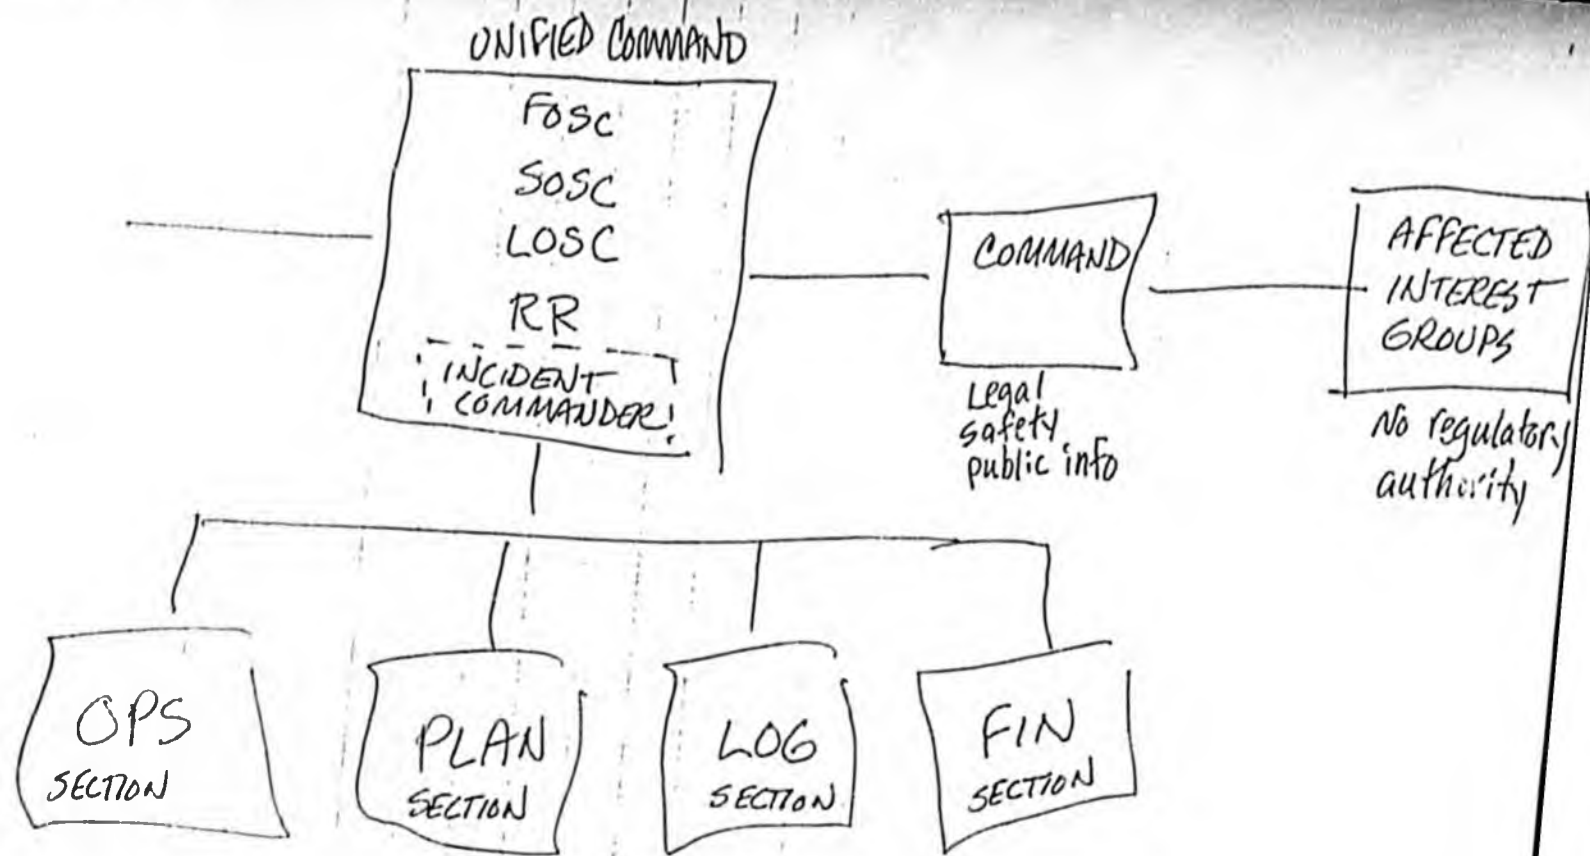 UNIFIED COMMAND
FOSC
SOSC
LOSC
RR
INCIDENT
COMMANDER
COMMAND
Legal
safety
public info
AFFECTED
INTEREST
GROUPS
No regulatory
authority
OPS
SECTION
PLAN
SECTION
LOG
SECTION
FIN
SECTION